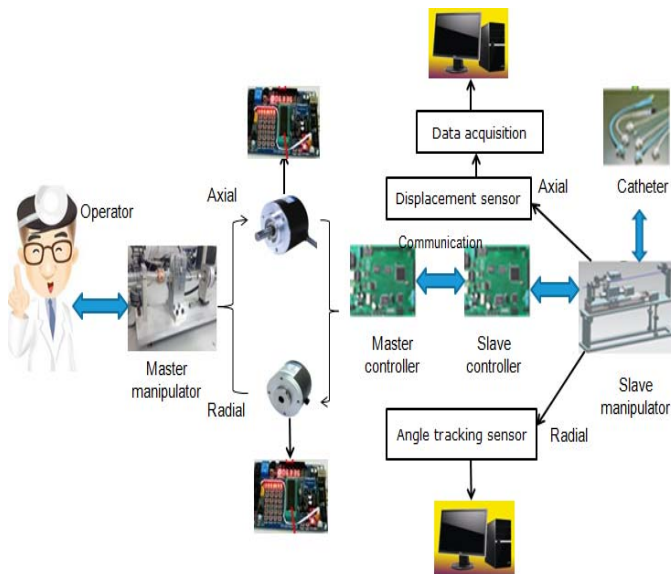 Data acquisition
Axial
Operator
Displacement sensor
Axial
Catheter
Communication
Master
manipulator
Master
controller
Slave
controller
Slave
manipulator
Radial
Angle tracking sensor
Radial